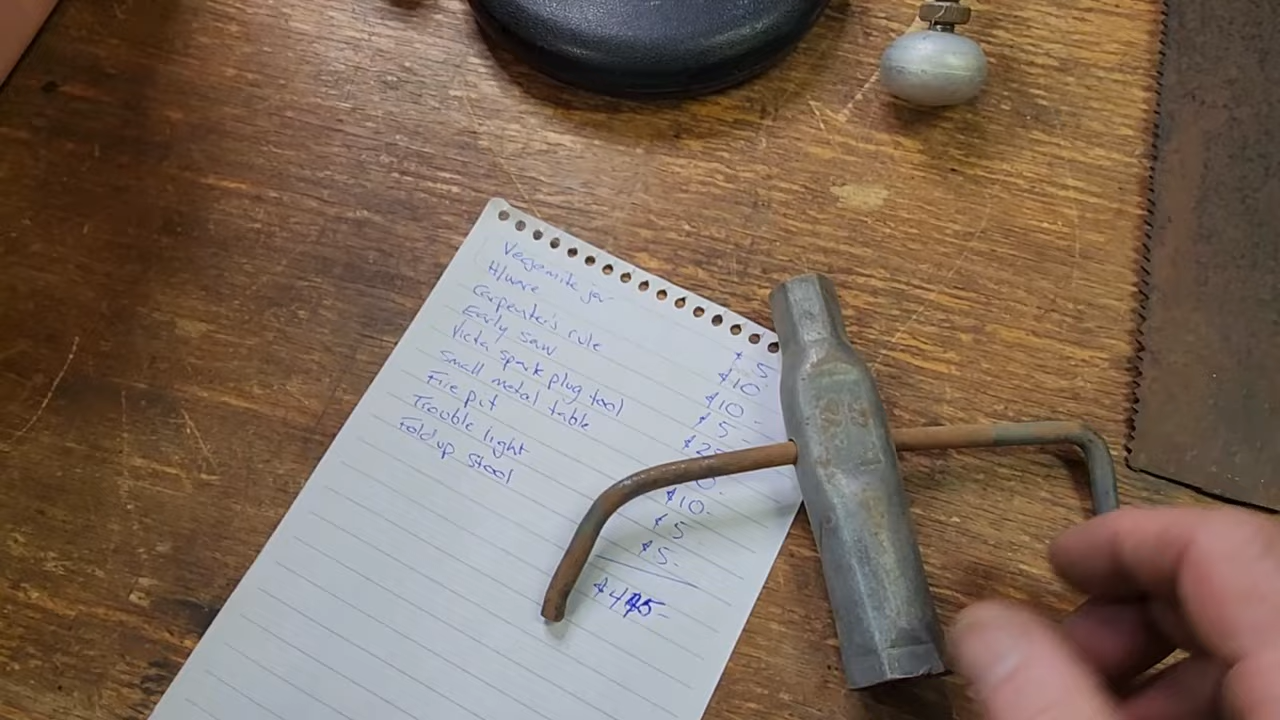 Vegemite jar $5
H/ware $10-
Carpenter's rule $10-
Early saw $5-
Victa spark plug tool
Small metal table
Fire pit $10-
Trouble light $5
Fold up stool $5-